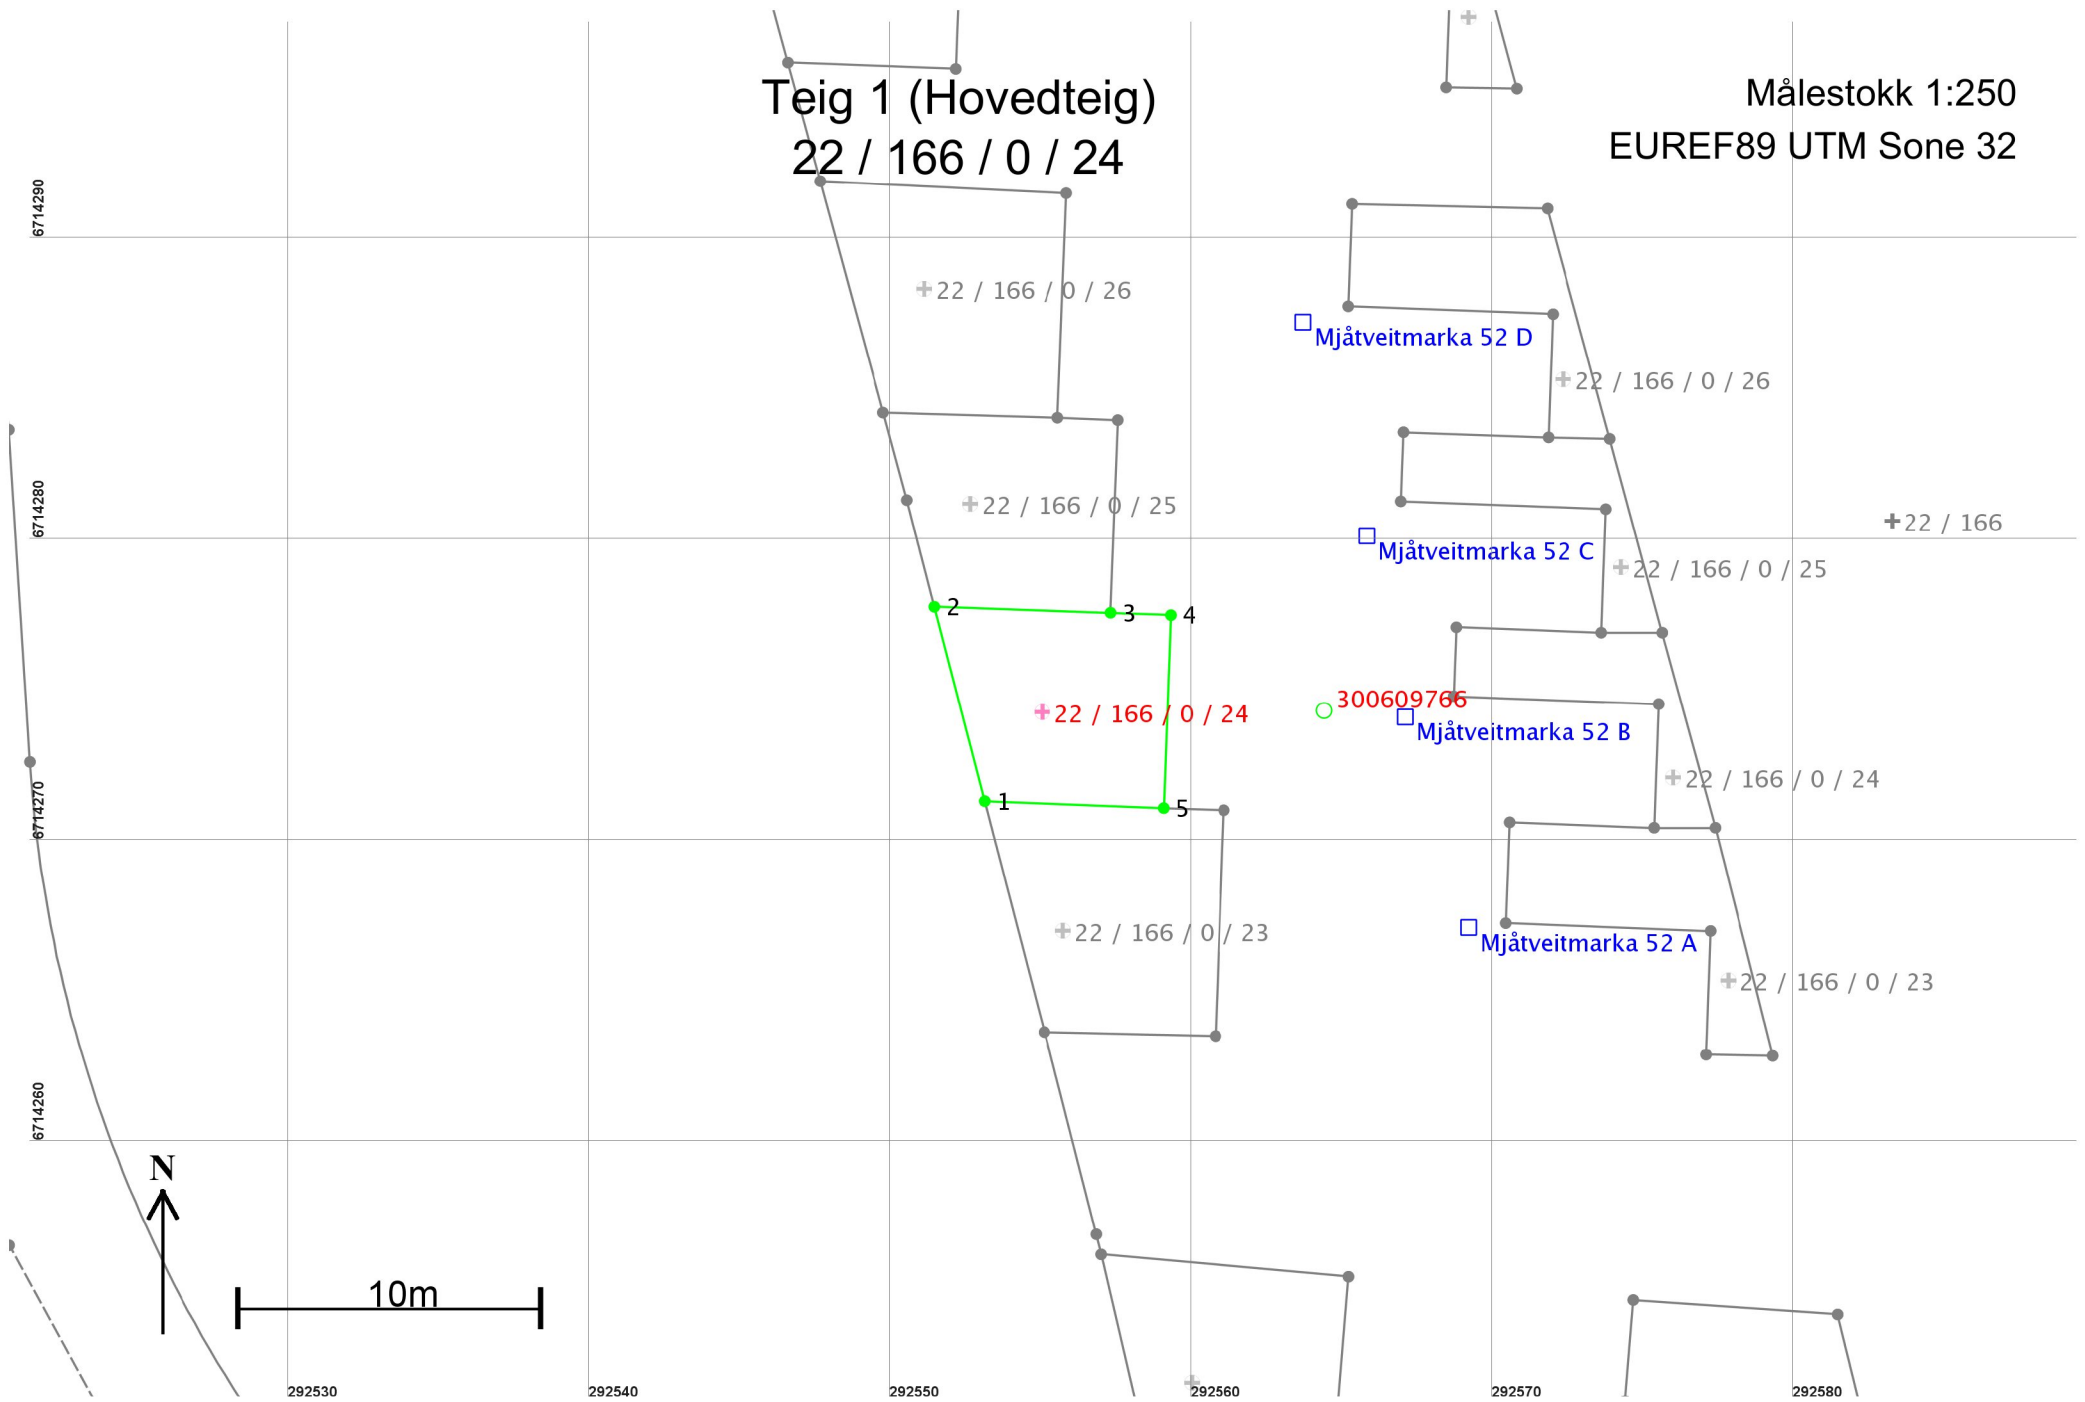 Teig 1 (Hovedteig)
22 / 166 / 0 / 24
Målestokk 1:250
EUREF89 UTM Sone 32
6714290
22 / 166 / 0 / 26
Mjåtveitmarka 52 D
22 / 166 / 0 / 26
6714280
22 / 166 / 0 / 25
22 / 166
Mjåtveitmarka 52 C
22 / 166 / 0 / 25
2
3
4
300609766
22 / 166 / 0 / 24
Mjåtveitmarka 52 B
22 / 166 / 0 / 24
6714270
1
5
22 / 166 / 0 / 23
Mjåtveitmarka 52 A
22 / 166 / 0 / 23
6714260
N
10m
292530
292540
292550
292560
292570
292580